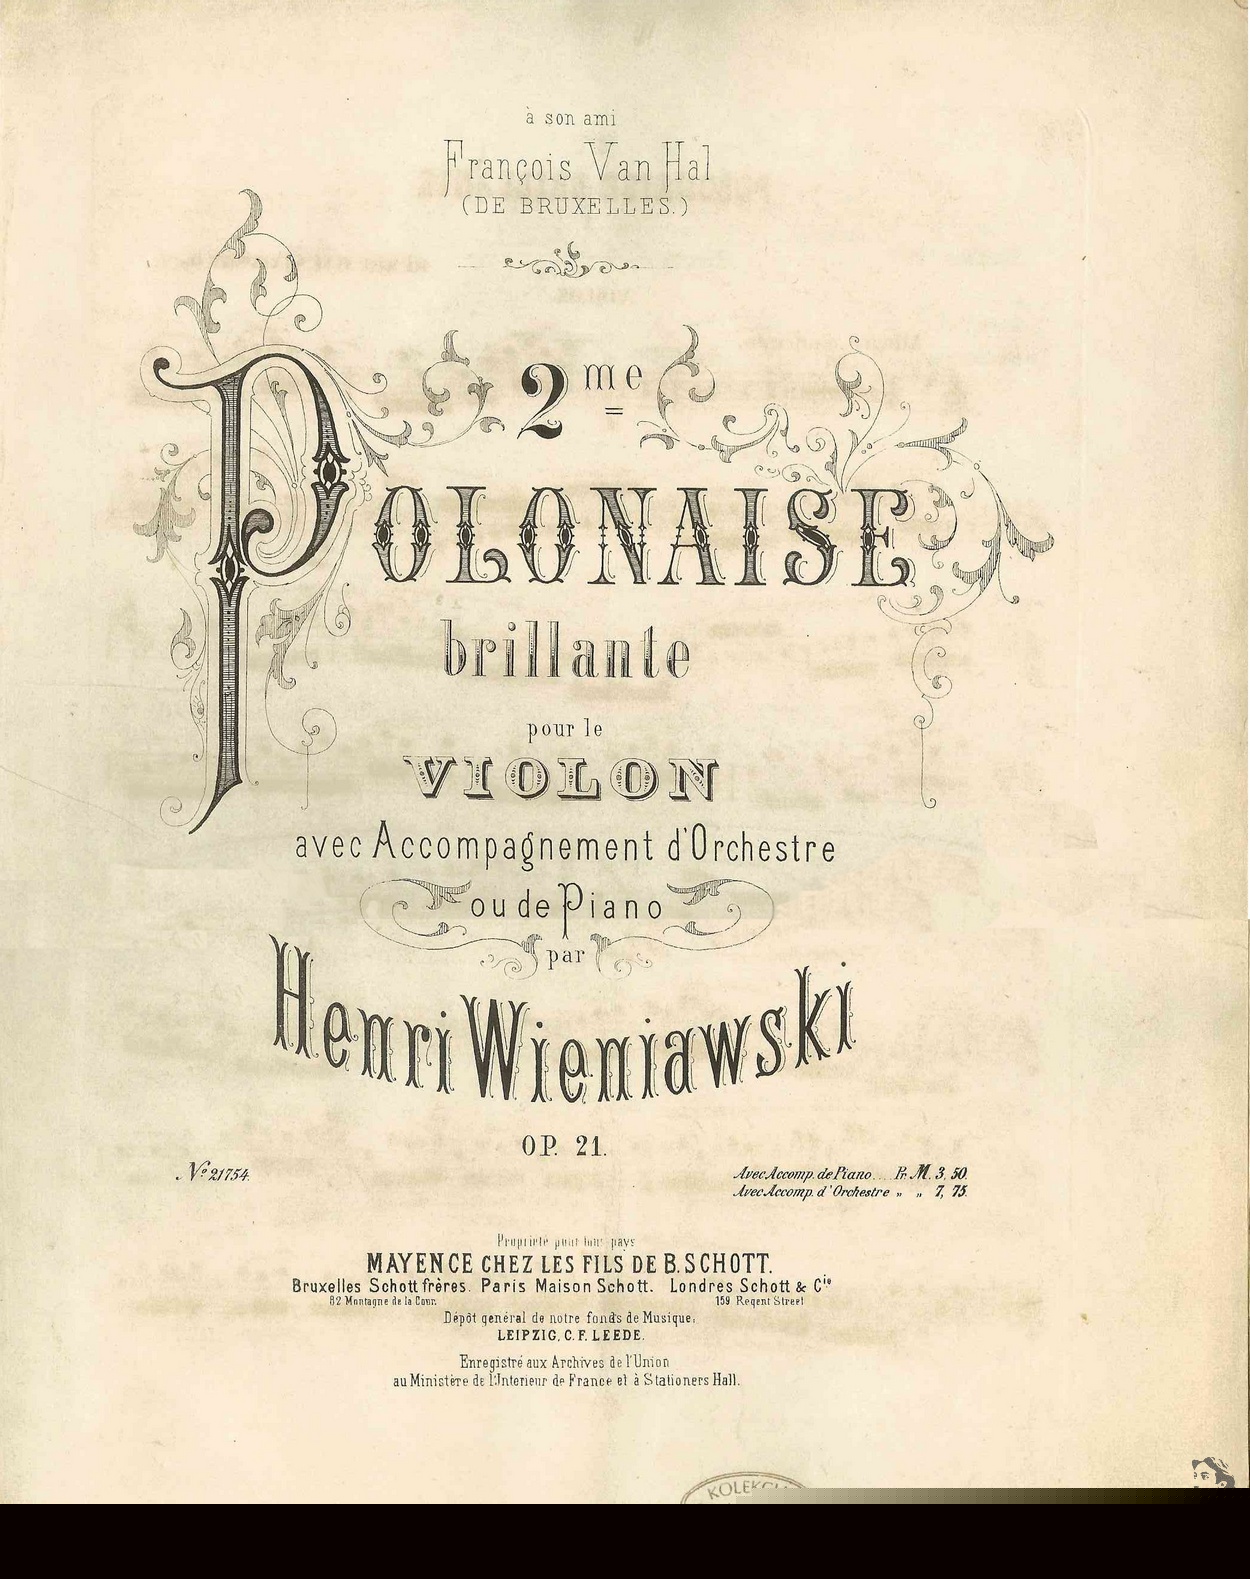 à son ami
François Van Hal
(DE BRUXELLES.)
2me
POLONAISE
brillante
pour le
VIOLON
avec Accompagnement d'Orchestre
ou de Piano
par
Henri Wieniawski
OP. 21.
No 21754.
Avec Accomp. de Piano .... Pr. M. 3, 50.
Avec Accomp. d'Orchestre „ „ 7, 75.
Propriété pour tous pays
MAYENCE CHEZ LES FILS DE B. SCHOTT.
Bruxelles Schott frères. Paris Maison Schott. Londres Schott & Cie
82 Montagne de la Cour. 159 Regent Street
Dépôt general de notre fonds de Musique:
LEIPZIG, C. F. LEEDE.
Enregistré aux Archives de l'Union
au Ministère de l'Interieur de France et à Stationers Hall.